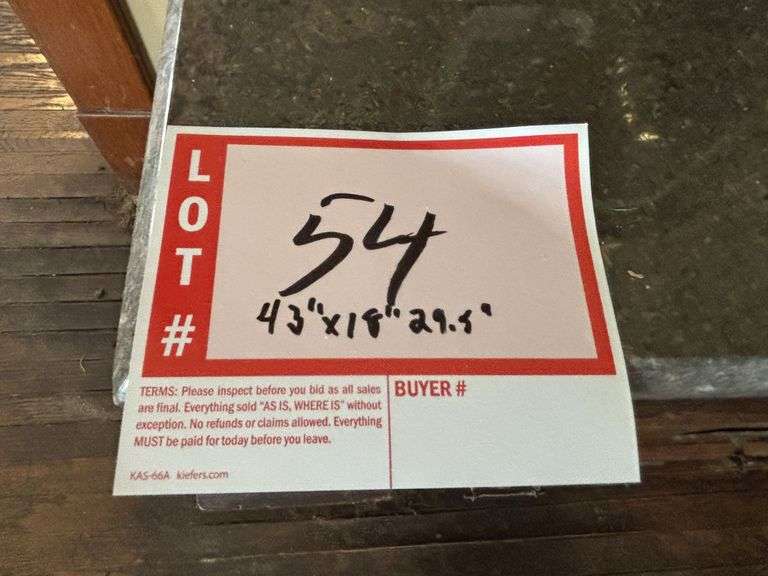 LOT #
54
43"x18" 29.5"
TERMS: Please inspect before you bid as all sales
are final. Everything sold "AS IS, WHERE IS" without
exception. No refunds or claims allowed. Everything
MUST be paid for today before you leave.
KAS-66A kiefers.com
BUYER #